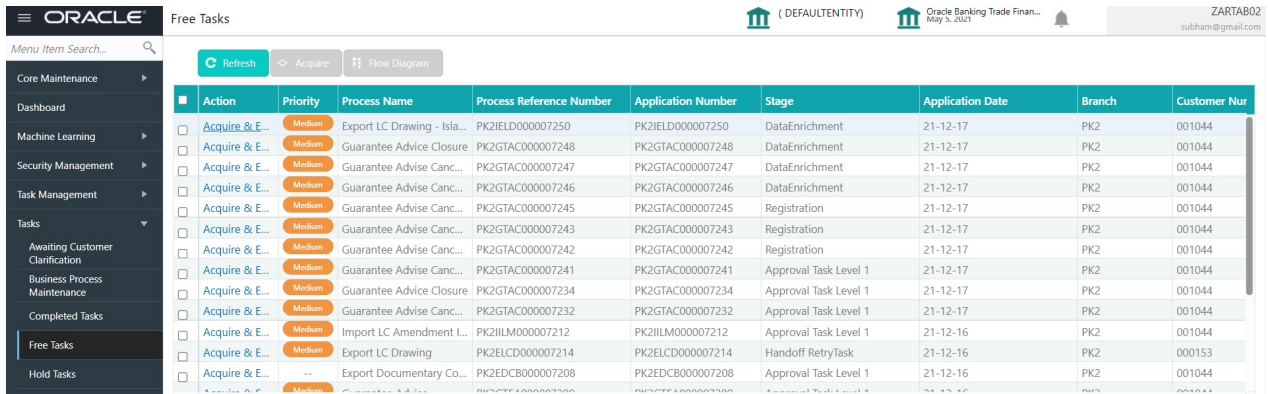 ORACLE
Free Tasks
( DEFAULTENTITY)
Oracle Banking Trade Finan...
May 5, 2021
ZARTAB02
subham@gmail.com
Menu Item Search...
Core Maintenance
Dashboard
Machine Learning
Security Management
Task Management
Tasks
Awaiting Customer
Clarification
Business Process
Maintenance
Completed Tasks
Free Tasks
Hold Tasks
Refresh Acquire Flow Diagram
Action Priority Process Name Process Reference Number Application Number Stage Application Date Branch Customer Nur
Acquire & E... Medium Export LC Drawing - Isla... PK2IELD000007250 PK2IELD000007250 DataEnrichment 21-12-17 PK2 001044
Acquire & E... Medium Guarantee Advice Closure PK2GTAC000007248 PK2GTAC000007248 DataEnrichment 21-12-17 PK2 001044
Acquire & E... Medium Guarantee Advise Canc... PK2GTAC000007247 PK2GTAC000007247 DataEnrichment 21-12-17 PK2 001044
Acquire & E... Medium Guarantee Advise Canc... PK2GTAC000007246 PK2GTAC000007246 DataEnrichment 21-12-17 PK2 001044
Acquire & E... Medium Guarantee Advise Canc... PK2GTAC000007245 PK2GTAC000007245 Registration 21-12-17 PK2 001044
Acquire & E... Medium Guarantee Advise Canc... PK2GTAC000007243 PK2GTAC000007243 Registration 21-12-17 PK2 001044
Acquire & E... Medium Guarantee Advise Canc... PK2GTAC000007242 PK2GTAC000007242 Registration 21-12-17 PK2 001044
Acquire & E... Medium Guarantee Advise Canc... PK2GTAC000007241 PK2GTAC000007241 Approval Task Level 1 21-12-17 PK2 001044
Acquire & E... Medium Guarantee Advice Closure PK2GTAC000007234 PK2GTAC000007234 Approval Task Level 1 21-12-17 PK2 001044
Acquire & E... Medium Guarantee Advise Canc... PK2GTAC000007232 PK2GTAC000007232 Approval Task Level 1 21-12-17 PK2 001044
Acquire & E... Medium Import LC Amendment I... PK2IILM000007212 PK2IILM000007212 Approval Task Level 1 21-12-16 PK2 001044
Acquire & E... Medium Export LC Drawing PK2ELCD000007214 PK2ELCD000007214 Handoff RetryTask 21-12-16 PK2 000153
Acquire & E... -- Export Documentary Co... PK2EDCB000007208 PK2EDCB000007208 Approval Task Level 1 21-12-16 PK2 001044
Medium